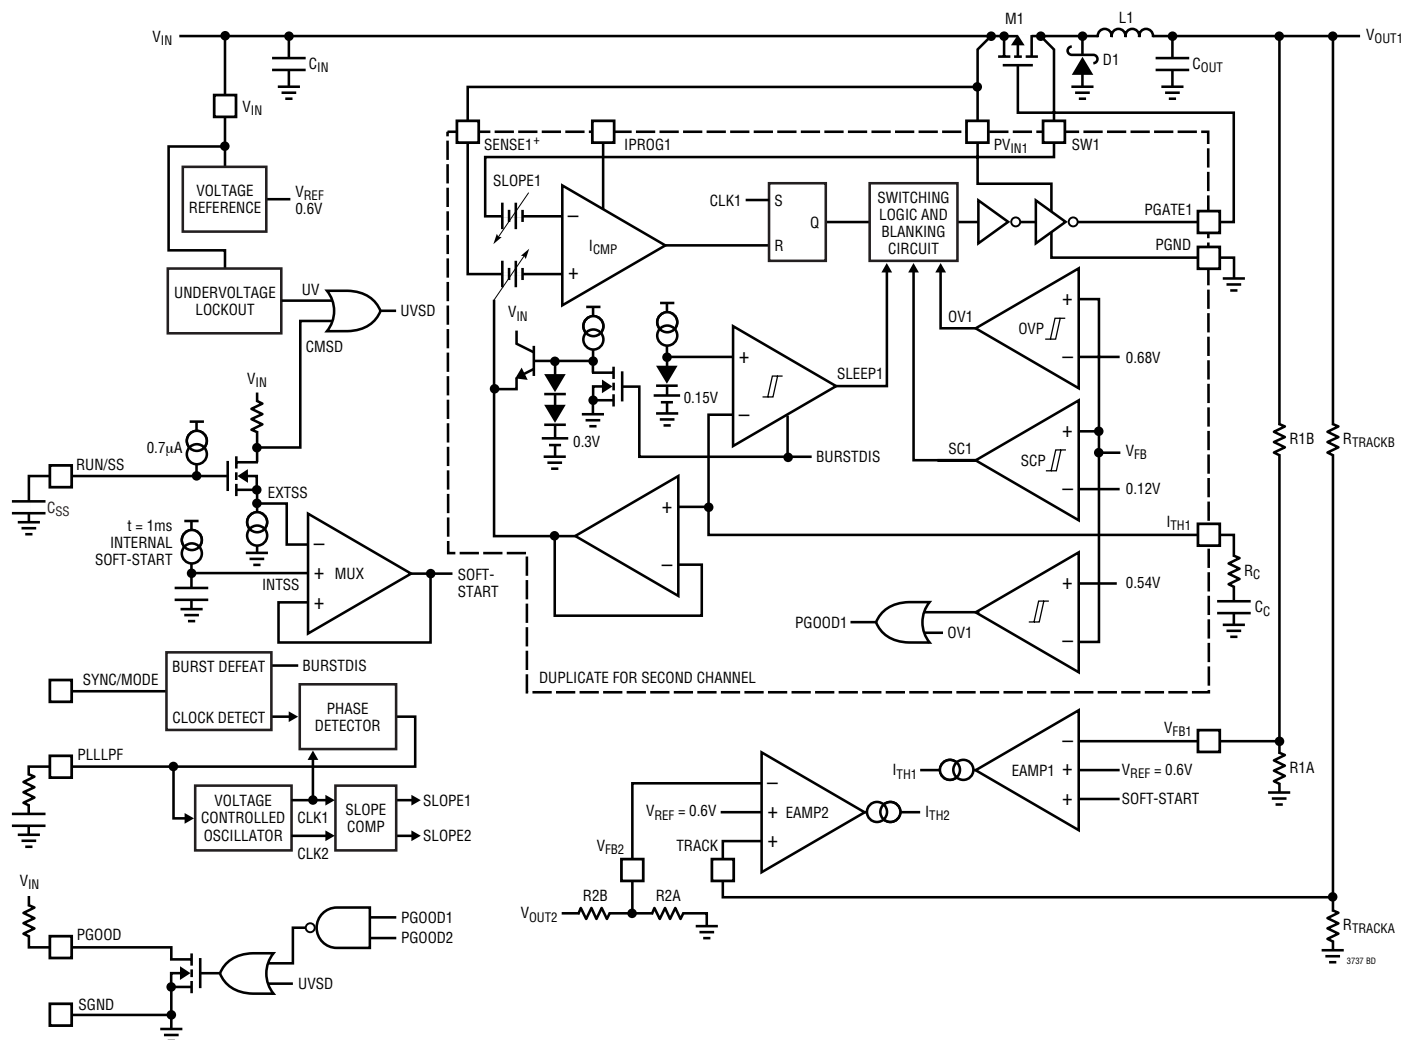 M1
L1
VIN
VOUT1
CIN
D1
COUT
VIN
SENSE1+
IPROG1
PVIN1
SW1
VOLTAGE
REFERENCE
VREF
0.6V
SLOPE1
ICMP
−
+
CLK1
S
R
Q
SWITCHING
LOGIC AND
BLANKING
CIRCUIT
PGATE1
PGND
UNDERVOLTAGE
LOCKOUT
UV
CMSD
UVSD
VIN
OV1
OVP
+
−
0.68V
+
−
SLEEP1
0.15V
0.3V
BURSTDIS
SC1
SCP
+
−
VFB
0.12V
R1B
RTRACKB
VIN
0.7μA
RUN/SS
CSS
EXTSS
t = 1ms
INTERNAL
SOFT-START
INTSS
−
+
+
MUX
SOFT-
START
+
−
ITH1
RC
CC
+
−
0.54V
PGOOD1
OV1
DUPLICATE FOR SECOND CHANNEL
SYNC/MODE
BURST DEFEAT
CLOCK DETECT
BURSTDIS
PHASE
DETECTOR
PLLLPF
VOLTAGE
CONTROLLED
OSCILLATOR
CLK1
CLK2
SLOPE
COMP
SLOPE1
SLOPE2
ITH1
EAMP1
−
+
+
VFB1
VREF = 0.6V
SOFT-START
R1A
VREF = 0.6V
−
+
+
EAMP2
ITH2
VFB2
TRACK
VOUT2
R2B
R2A
RTRACKA
3737 BD
VIN
PGOOD
PGOOD1
PGOOD2
UVSD
SGND